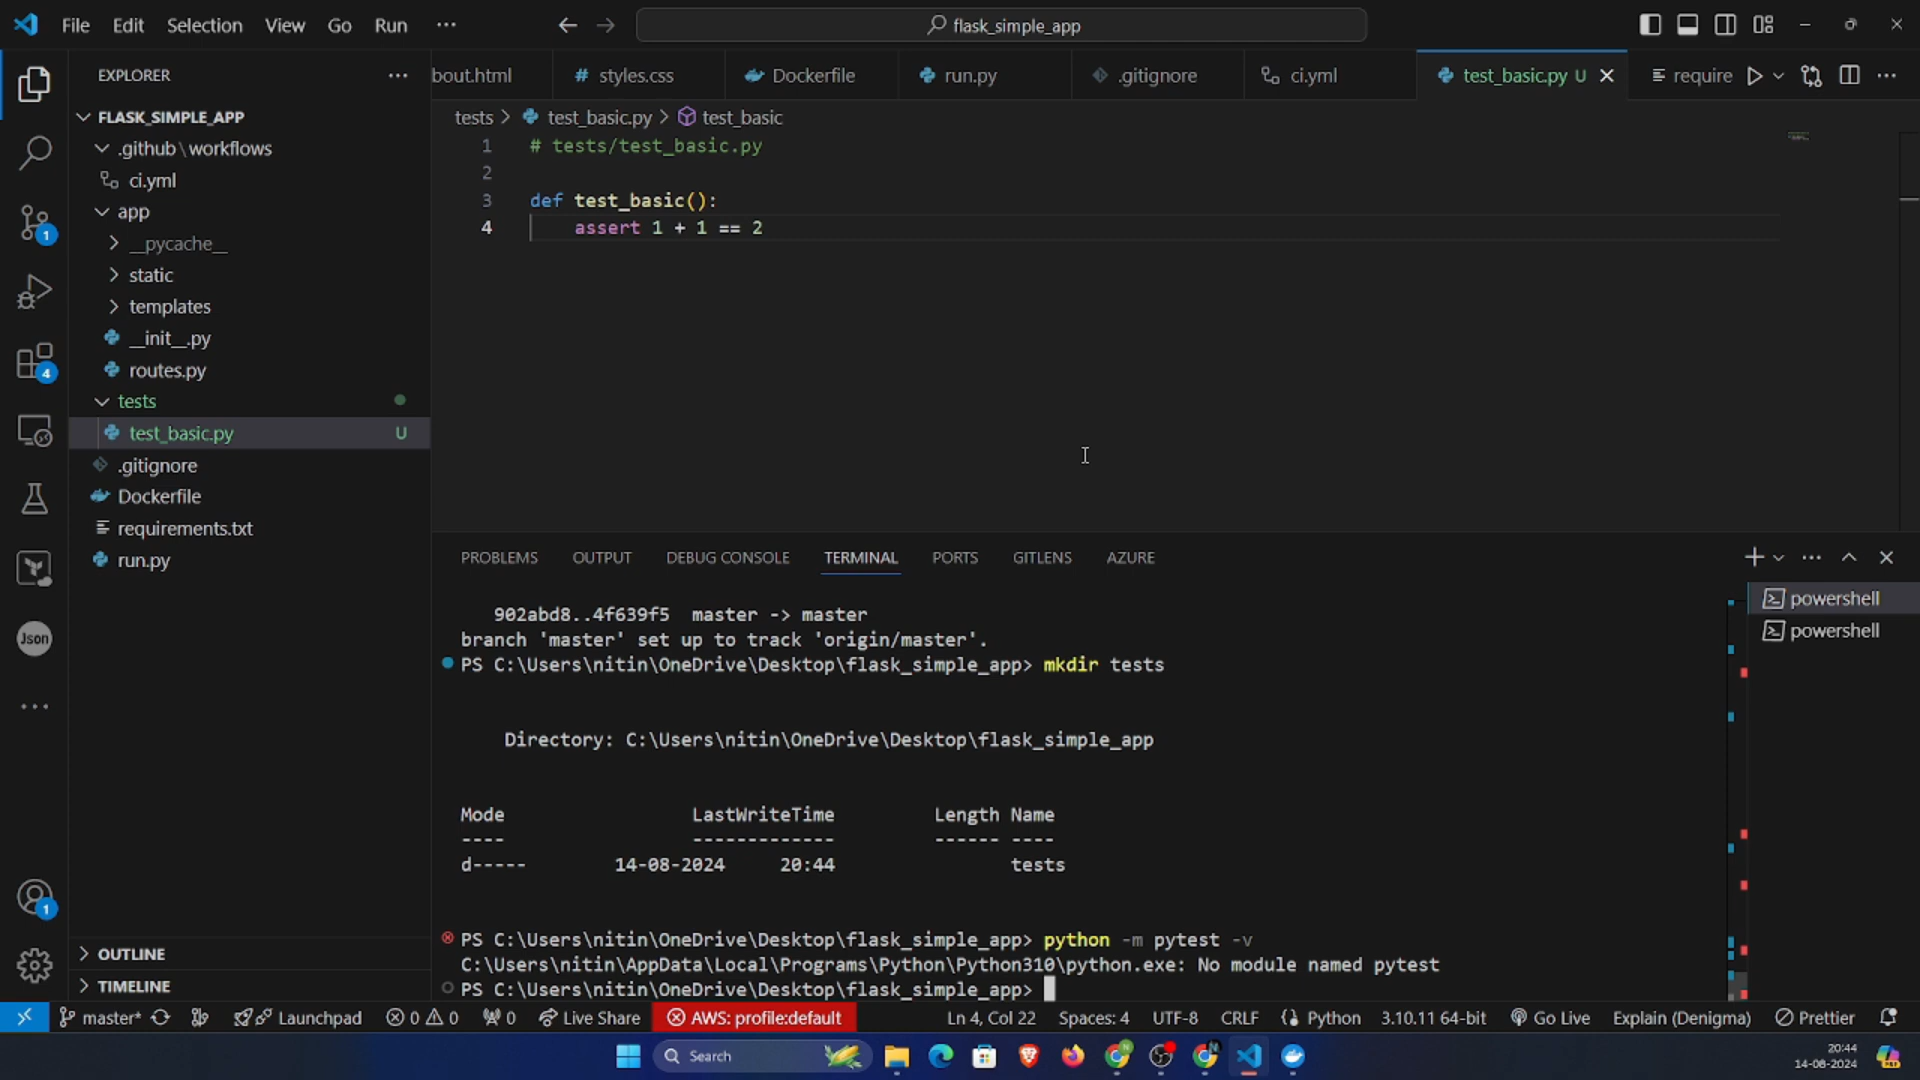 File Edit Selection View Go Run ··· flask_simple_app
EXPLORER
FLASK_SIMPLE_APP
.github\workflows
ci.yml
app
__pycache__
static
templates
__init__.py
routes.py
tests
test_basic.py U
.gitignore
Dockerfile
requirements.txt
run.py
OUTLINE
TIMELINE
1
4
Json
1
bout.html # styles.css Dockerfile run.py .gitignore ci.yml test_basic.py U require
tests > test_basic.py > test_basic
1 # tests/test_basic.py
2
3 def test_basic():
4 assert 1 + 1 == 2
PROBLEMS OUTPUT DEBUG CONSOLE TERMINAL PORTS GITLENS AZURE
powershell
powershell
902abd8..4f639f5 master -> master
branch 'master' set up to track 'origin/master'.
PS C:\Users\nitin\OneDrive\Desktop\flask_simple_app> mkdir tests
Directory: C:\Users\nitin\OneDrive\Desktop\flask_simple_app
Mode LastWriteTime Length Name
---- ------------- ------ ----
d----- 14-08-2024 20:44 tests
PS C:\Users\nitin\OneDrive\Desktop\flask_simple_app> python -m pytest -v
C:\Users\nitin\AppData\Local\Programs\Python\Python310\python.exe: No module named pytest
PS C:\Users\nitin\OneDrive\Desktop\flask_simple_app>
master* Launchpad 0 0 0 Live Share AWS: profile:default Ln 4, Col 22 Spaces: 4 UTF-8 CRLF Python 3.10.11 64-bit Go Live Explain (Denigma) Prettier
Search
20:44
14-08-2024